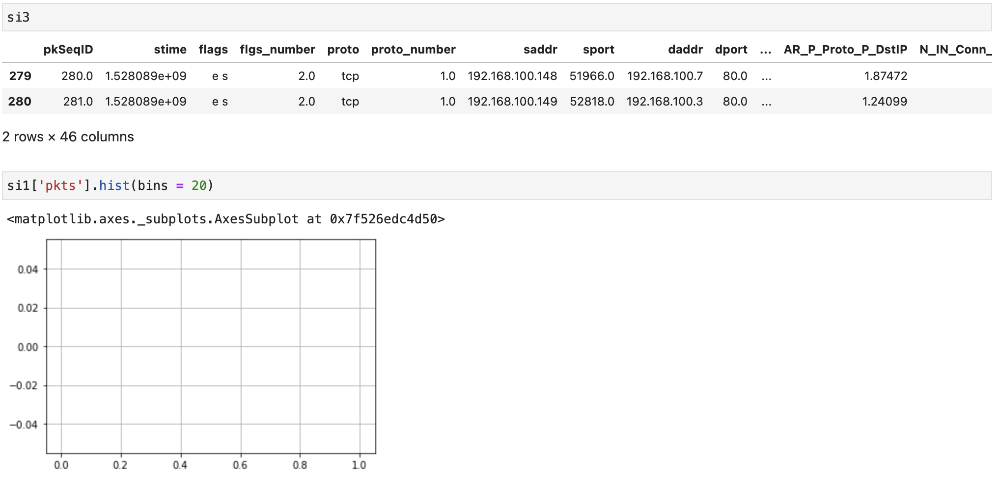 si3
pkSeqID stime flags flgs_number proto proto_number saddr sport daddr dport ... AR_P_Proto_P_DstIP N_IN_Conn_
279 280.0 1.528089e+09 e s 2.0 tcp 1.0 192.168.100.148 51966.0 192.168.100.7 80.0 ... 1.87472
280 281.0 1.528089e+09 e s 2.0 tcp 1.0 192.168.100.149 52818.0 192.168.100.3 80.0 ... 1.24099
2 rows × 46 columns
si1['pkts'].hist(bins = 20)
<matplotlib.axes._subplots.AxesSubplot at 0x7f526edc4d50>
0.04
0.02
0.00
−0.02
−0.04
0.0 0.2 0.4 0.6 0.8 1.0